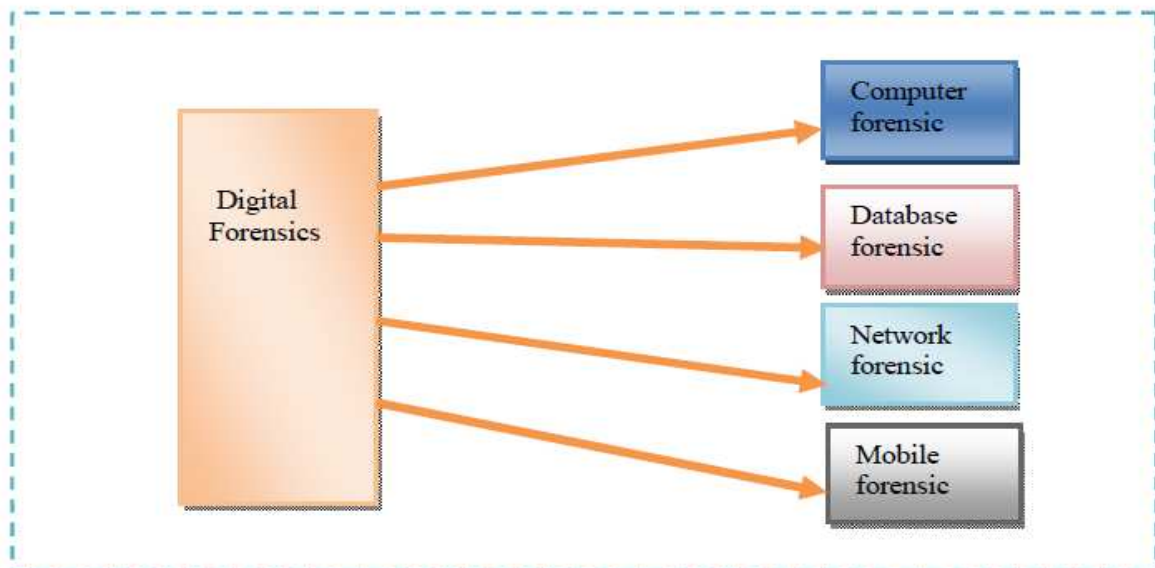 Digital
Forensics
Computer
forensic
Database
forensic
Network
forensic
Mobile
forensic